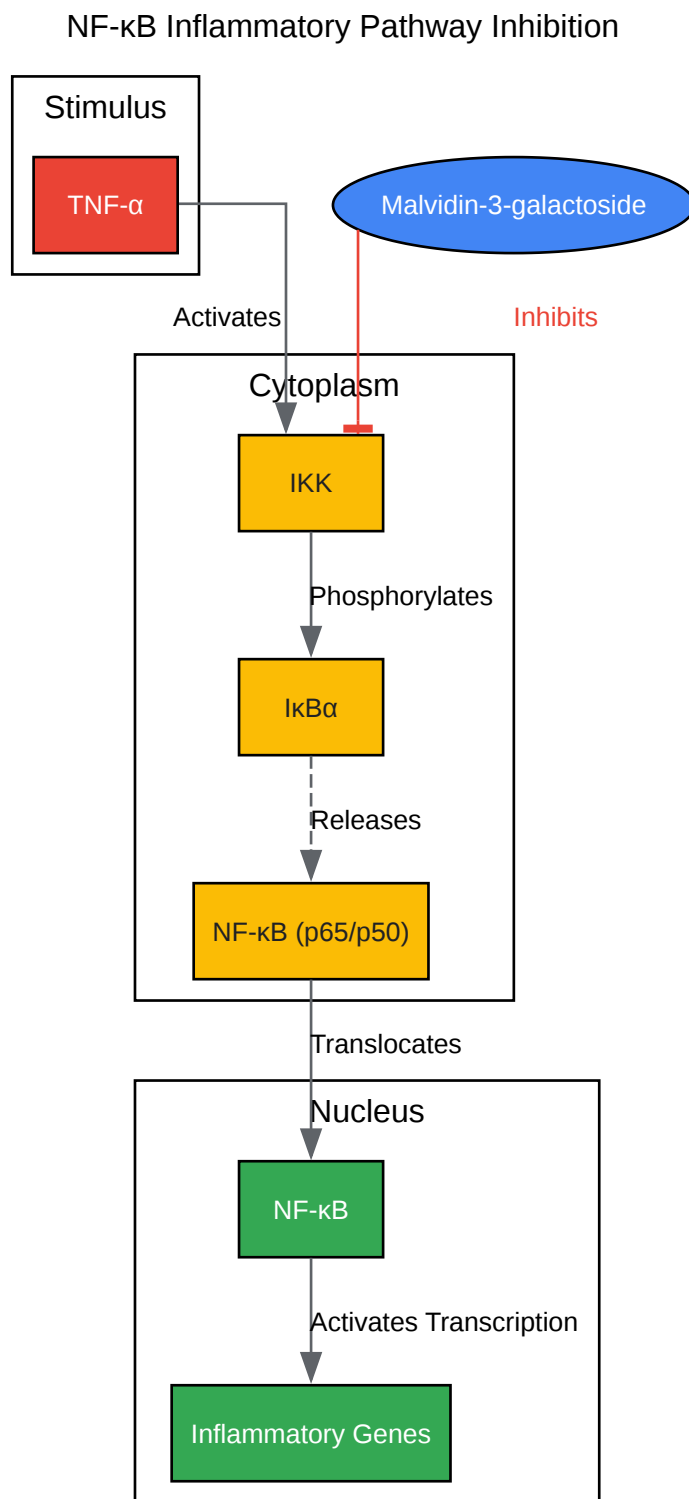 NF-κB Inflammatory Pathway Inhibition
Stimulus
TNF-α
Malvidin-3-galactoside
Activates
Inhibits
Cytoplasm
IKK
Phosphorylates
IκBα
Releases
NF-κB (p65/p50)
Translocates
Nucleus
NF-κB
Activates Transcription
Inflammatory Genes